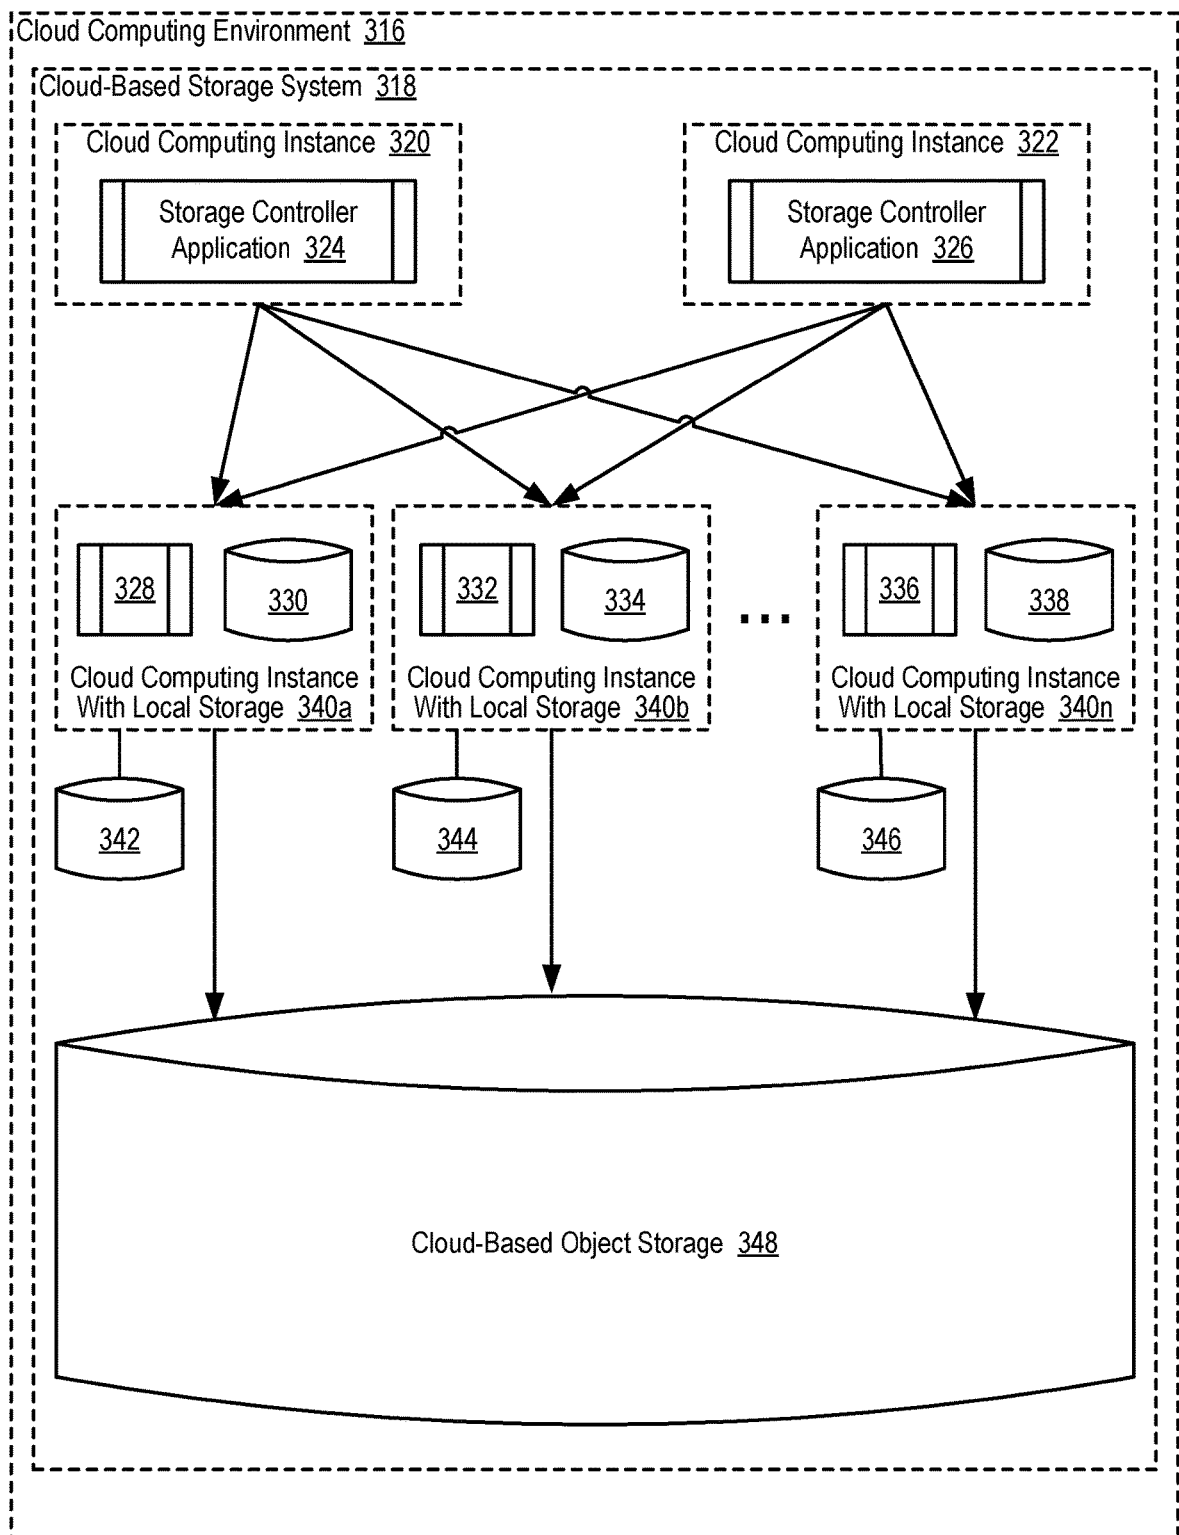 Cloud Computing Environment 316
Cloud-Based Storage System 318
Cloud Computing Instance 320
Storage Controller
Application 324
Cloud Computing Instance 322
Storage Controller
Application 326
328
330
Cloud Computing Instance
With Local Storage 340a
332
334
Cloud Computing Instance
With Local Storage 340b
...
336
338
Cloud Computing Instance
With Local Storage 340n
342
344
346
Cloud-Based Object Storage 348